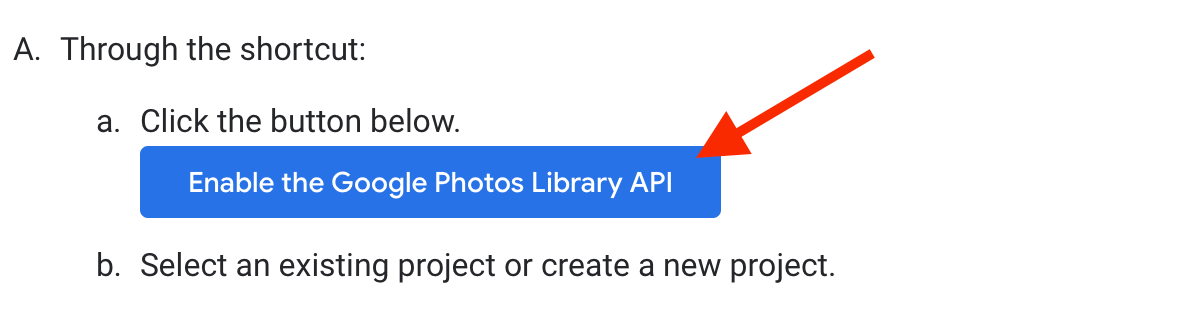 A. Through the shortcut:
a. Click the button below.
Enable the Google Photos Library API
b. Select an existing project or create a new project.